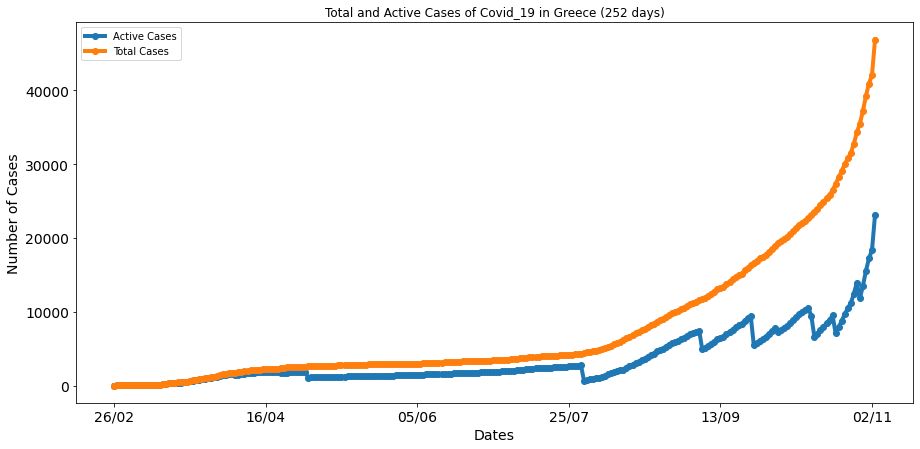 Total and Active Cases of Covid_19 in Greece (252 days)
Active Cases
Total Cases
Number of Cases
40000
30000
20000
10000
0
26/02
16/04
05/06
25/07
13/09
02/11
Dates